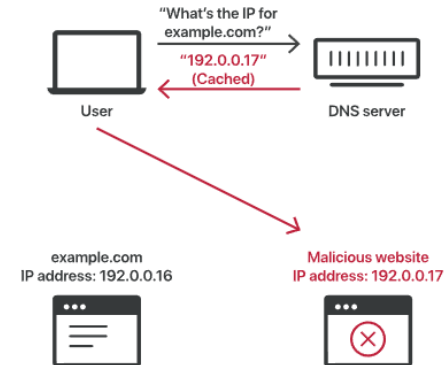 “What’s the IP for
example.com?”
“192.0.0.17”
(Cached)
User
DNS server
example.com
IP address: 192.0.0.16
Malicious website
IP address: 192.0.0.17